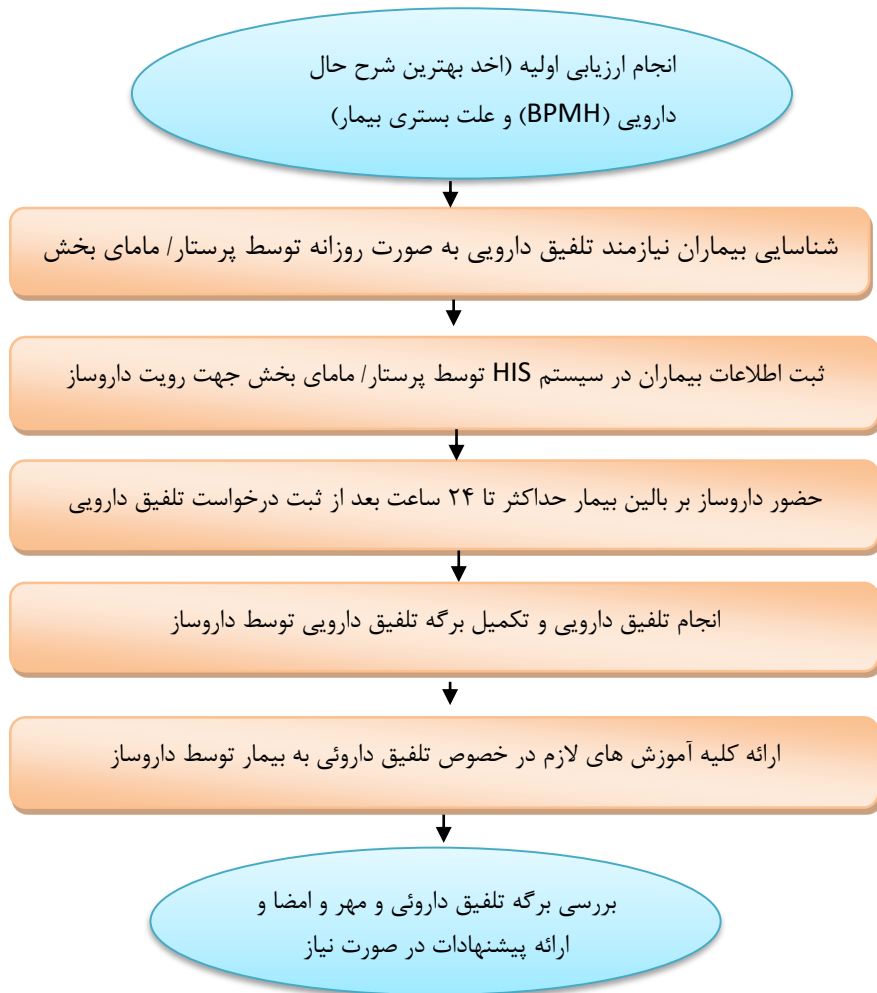 انجام ارزیابی اولیه (اخد بهترین شرح حال
دارویی (BPMH) و علت بستری بیمار)
شناسایی بیماران نیازمند تلفیق دارویی به صورت روزانه توسط پرستار/ مامای بخش
ثبت اطلاعات بیماران در سیستم HIS توسط پرستار/ مامای بخش جهت رویت داروساز
حضور داروساز بر بالین بیمار حداکثر تا ۲۴ ساعت بعد از ثبت درخواست تلفیق دارویی
انجام تلفیق دارویی و تکمیل برگه تلفیق دارویی توسط داروساز
ارائه کلیه آموزش های لازم در خصوص تلفیق داروئی به بیمار توسط داروساز
بررسی برگه تلفیق داروئی و مهر و امضا و
ارائه پیشنهادات در صورت نیاز